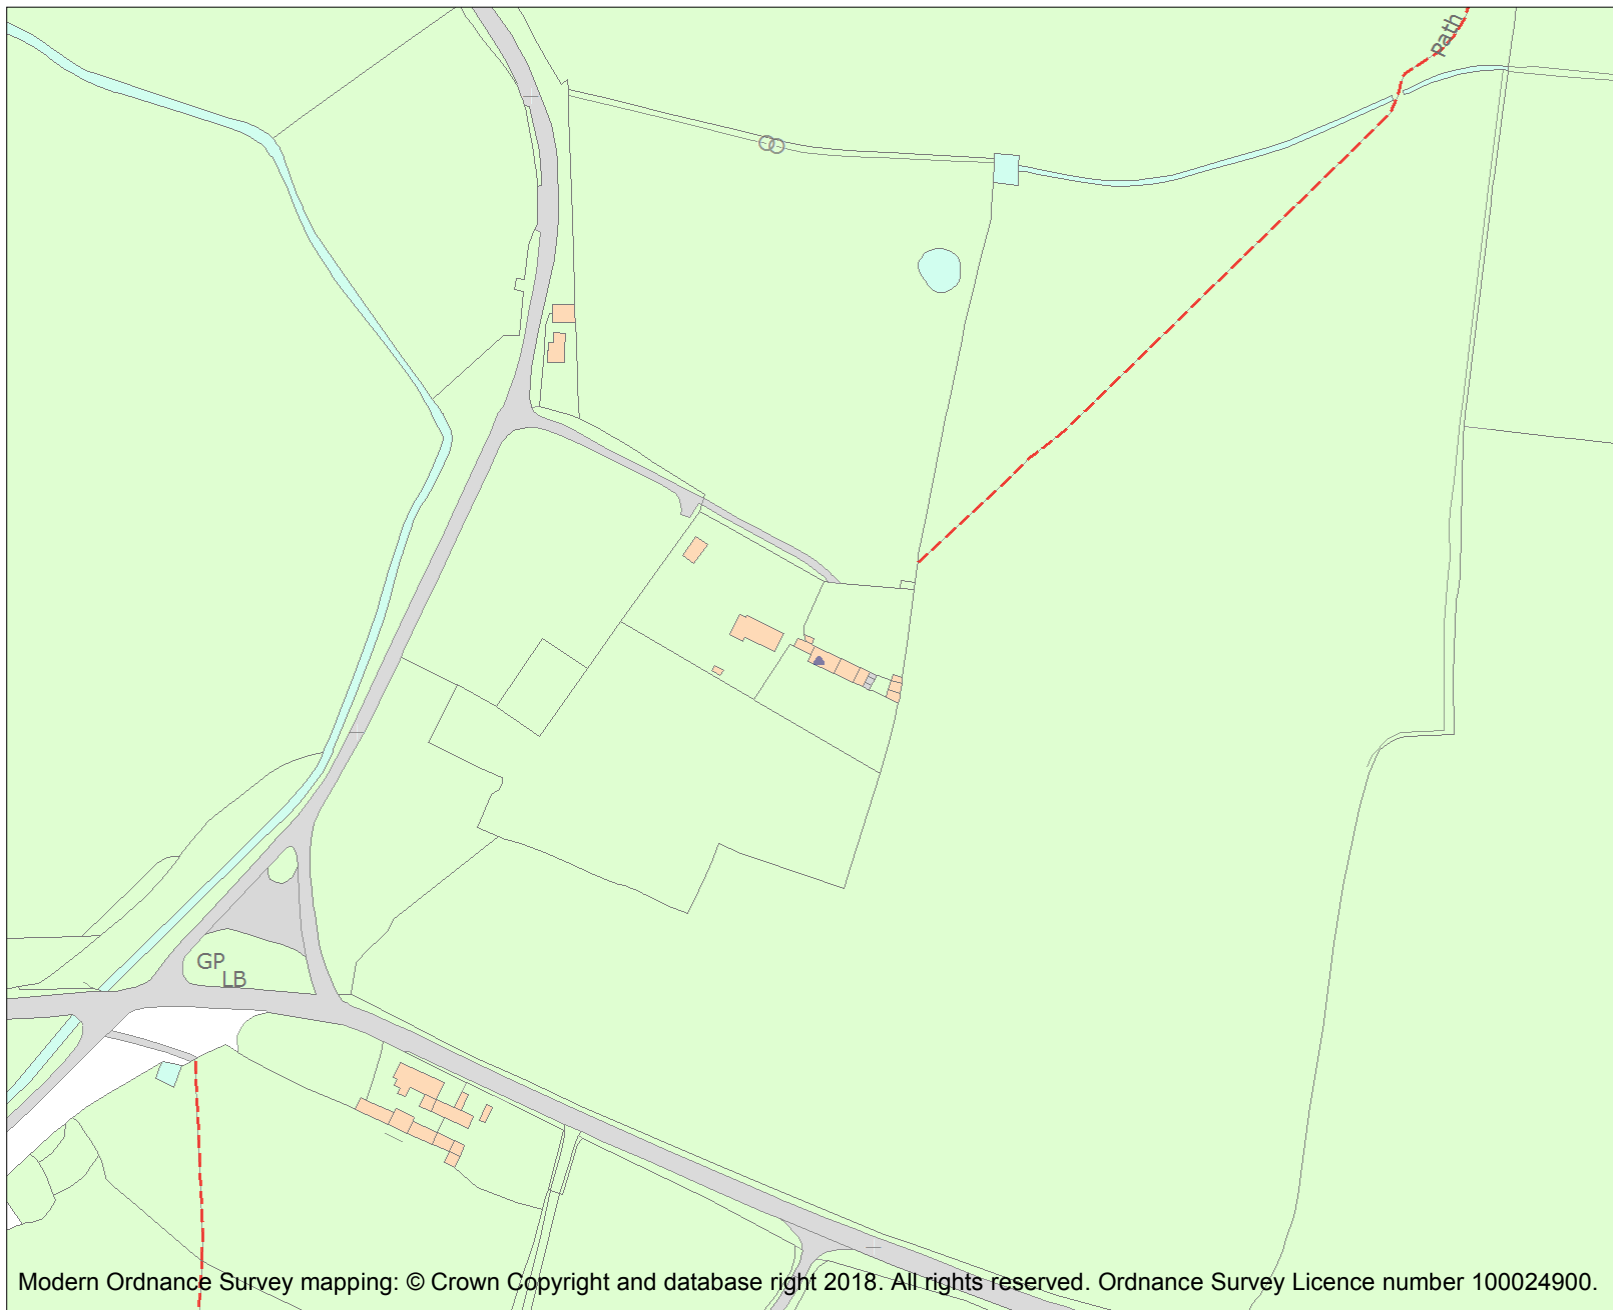 Path
GP
LB
Modern Ordnance Survey mapping: © Crown Copyright and database right 2018. All rights reserved. Ordnance Survey Licence number 100024900.